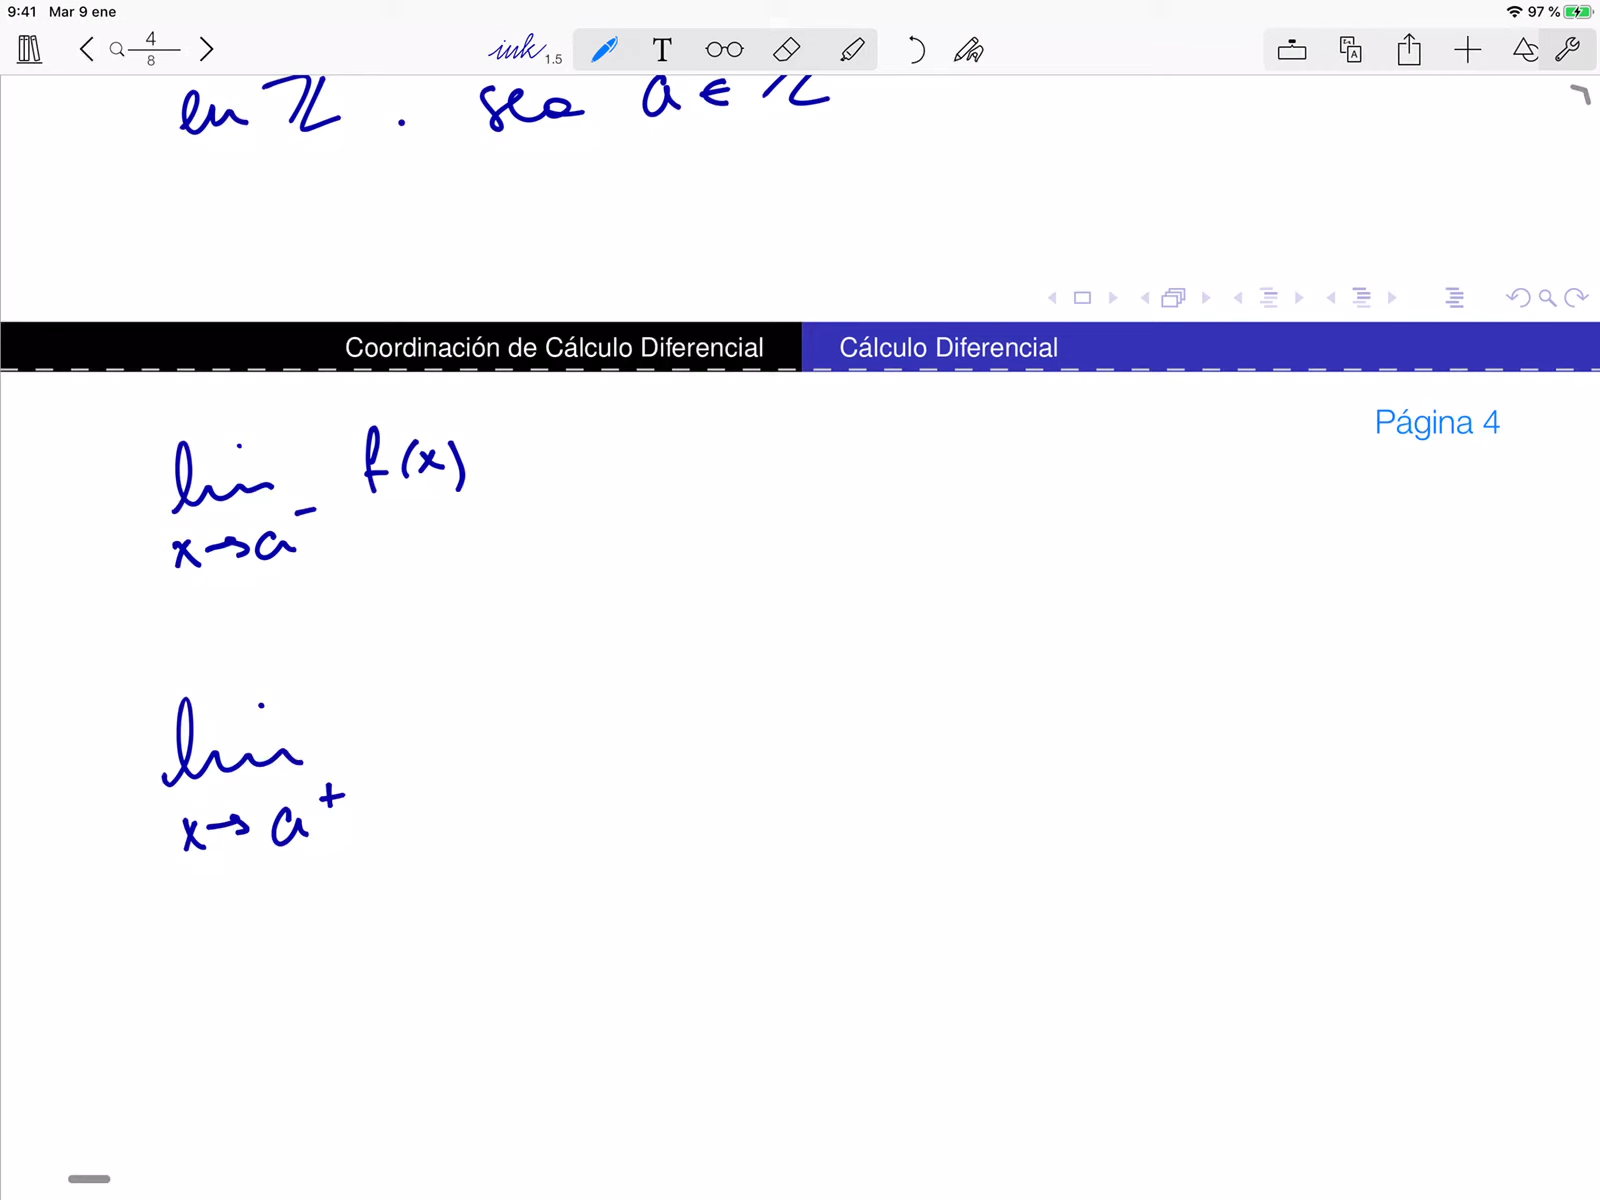 9:41 Mar 9 ene 97 %
4
8
ink 1.5 T
en ℤ . sea a ∈ ℤ
Coordinación de Cálculo Diferencial Cálculo Diferencial
Página 4
lim f(x)
x→a⁻
lim
x→a⁺